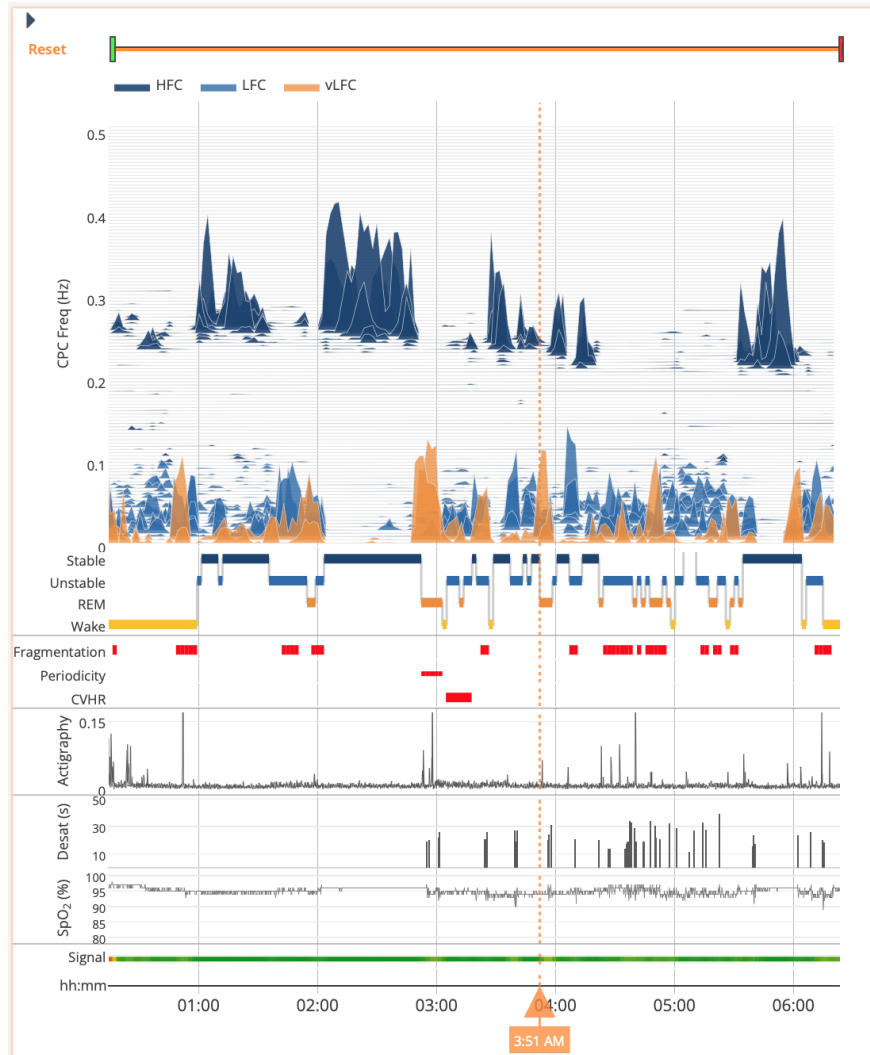 Reset
HFC LFC vLFC
CPC Freq (Hz)
0.5
0.4
0.3
0.2
0.1
0
Stable
Unstable
REM
Wake
Fragmentation
Periodicity
CVHR
Actigraphy
0.15
0
Desat (s)
50
30
10
SpO₂ (%)
100
95
90
85
80
Signal
hh:mm
01:00 02:00 03:00 04:00 05:00 06:00
3:51 AM